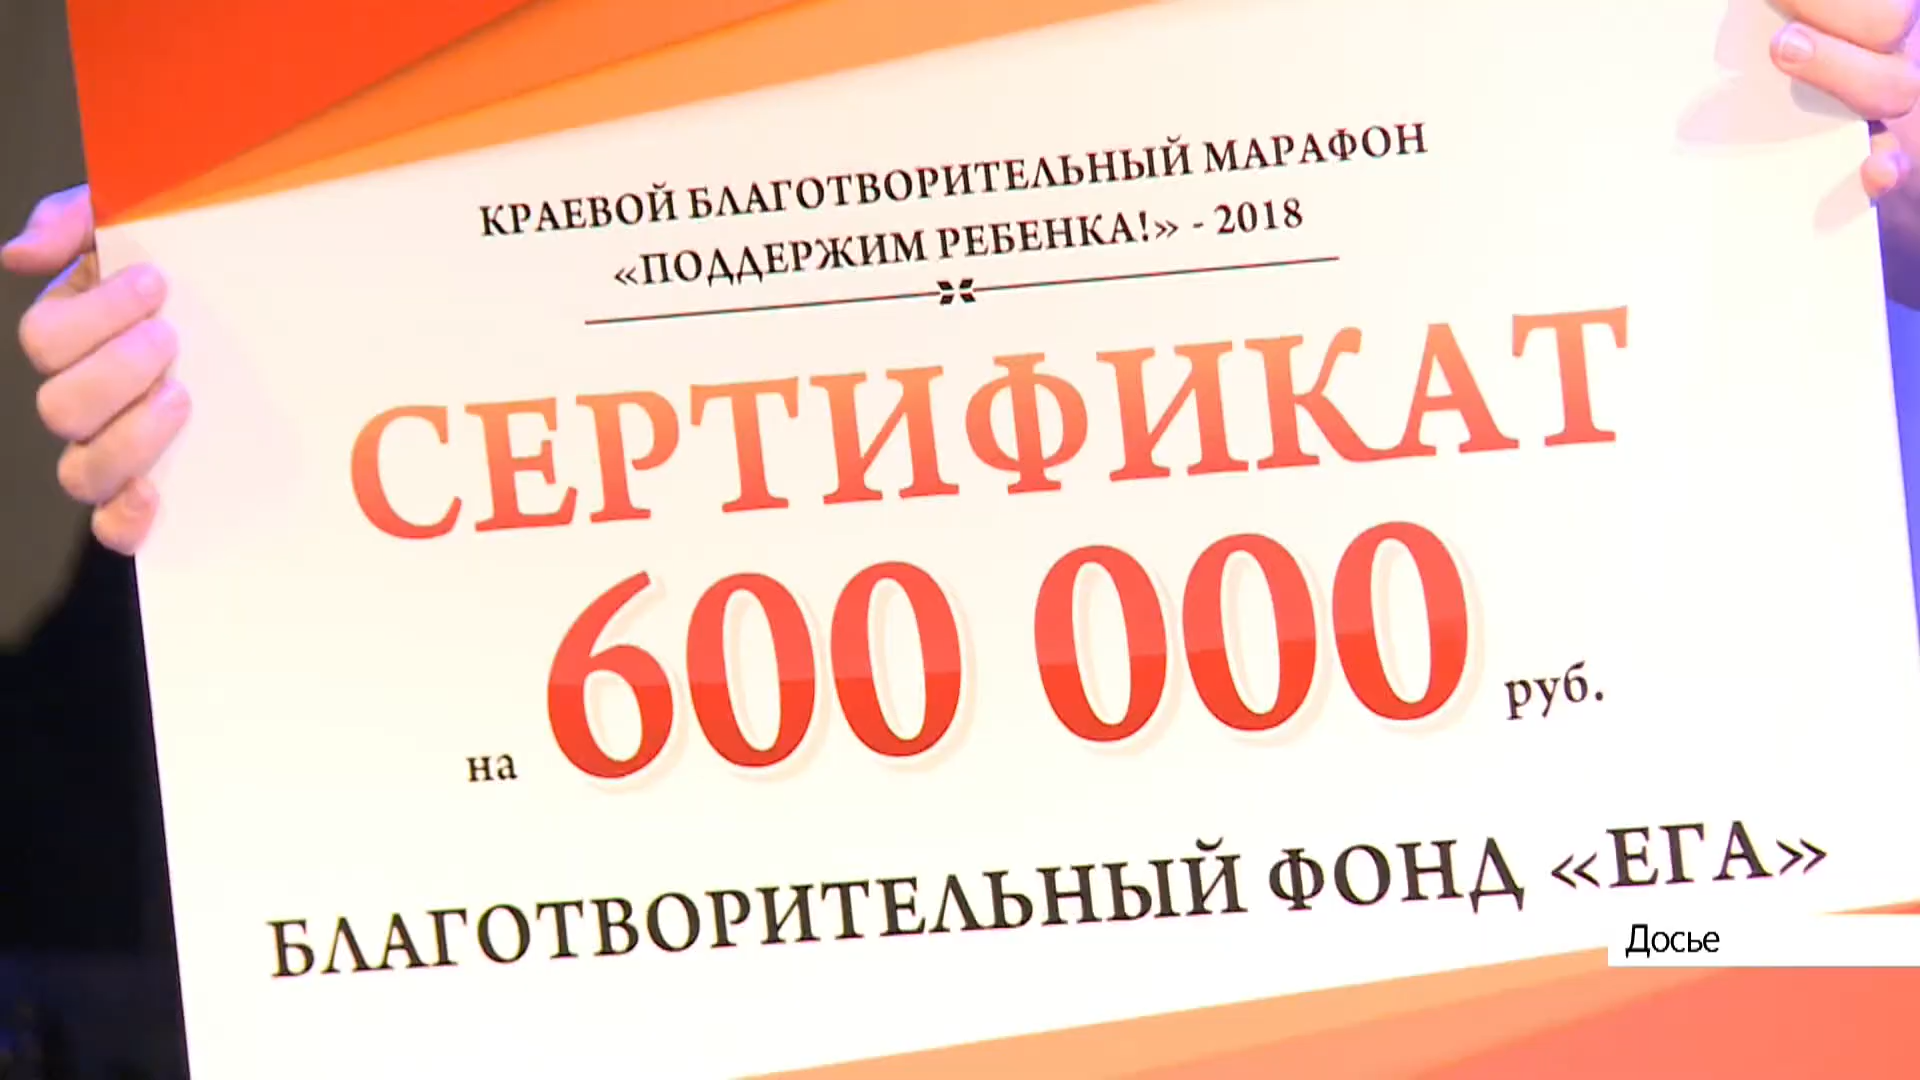 КРАЕВОЙ БЛАГОТВОРИТЕЛЬНЫЙ МАРАФОН
«ПОДДЕРЖИМ РЕБЕНКА!» - 2018
СЕРТИФИКАТ
на 600 000 руб.
БЛАГОТВОРИТЕЛЬНЫЙ ФОНД «ЕГА»
Досье